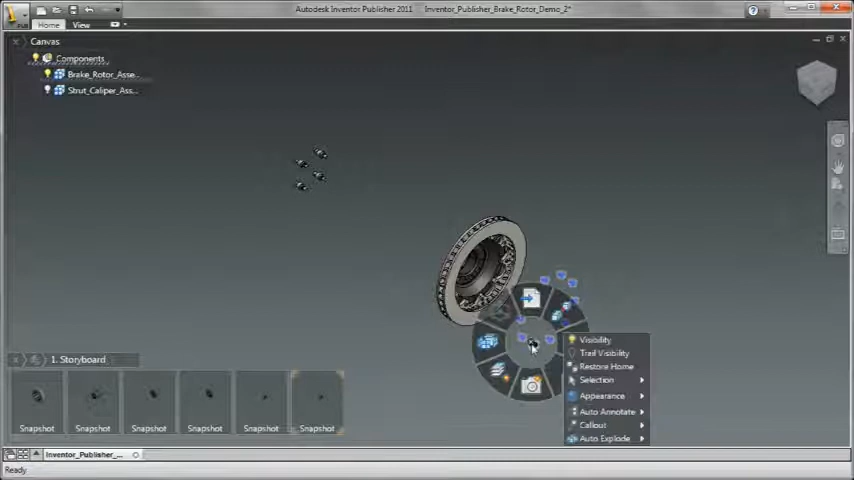 Autodesk Inventor Publisher 2011 Inventor_Publisher_Brake_Rotor_Demo_2*
Home View
Canvas
Components
Brake_Rotor_Asse...
Strut_Caliper_Ass...
Visibility
Trail Visibility
Restore Home
Selection
Appearance
Auto Annotate
Callout
Auto Explode
1. Storyboard
Snapshot Snapshot Snapshot Snapshot Snapshot Snapshot
Inventor_Publisher_...
Ready